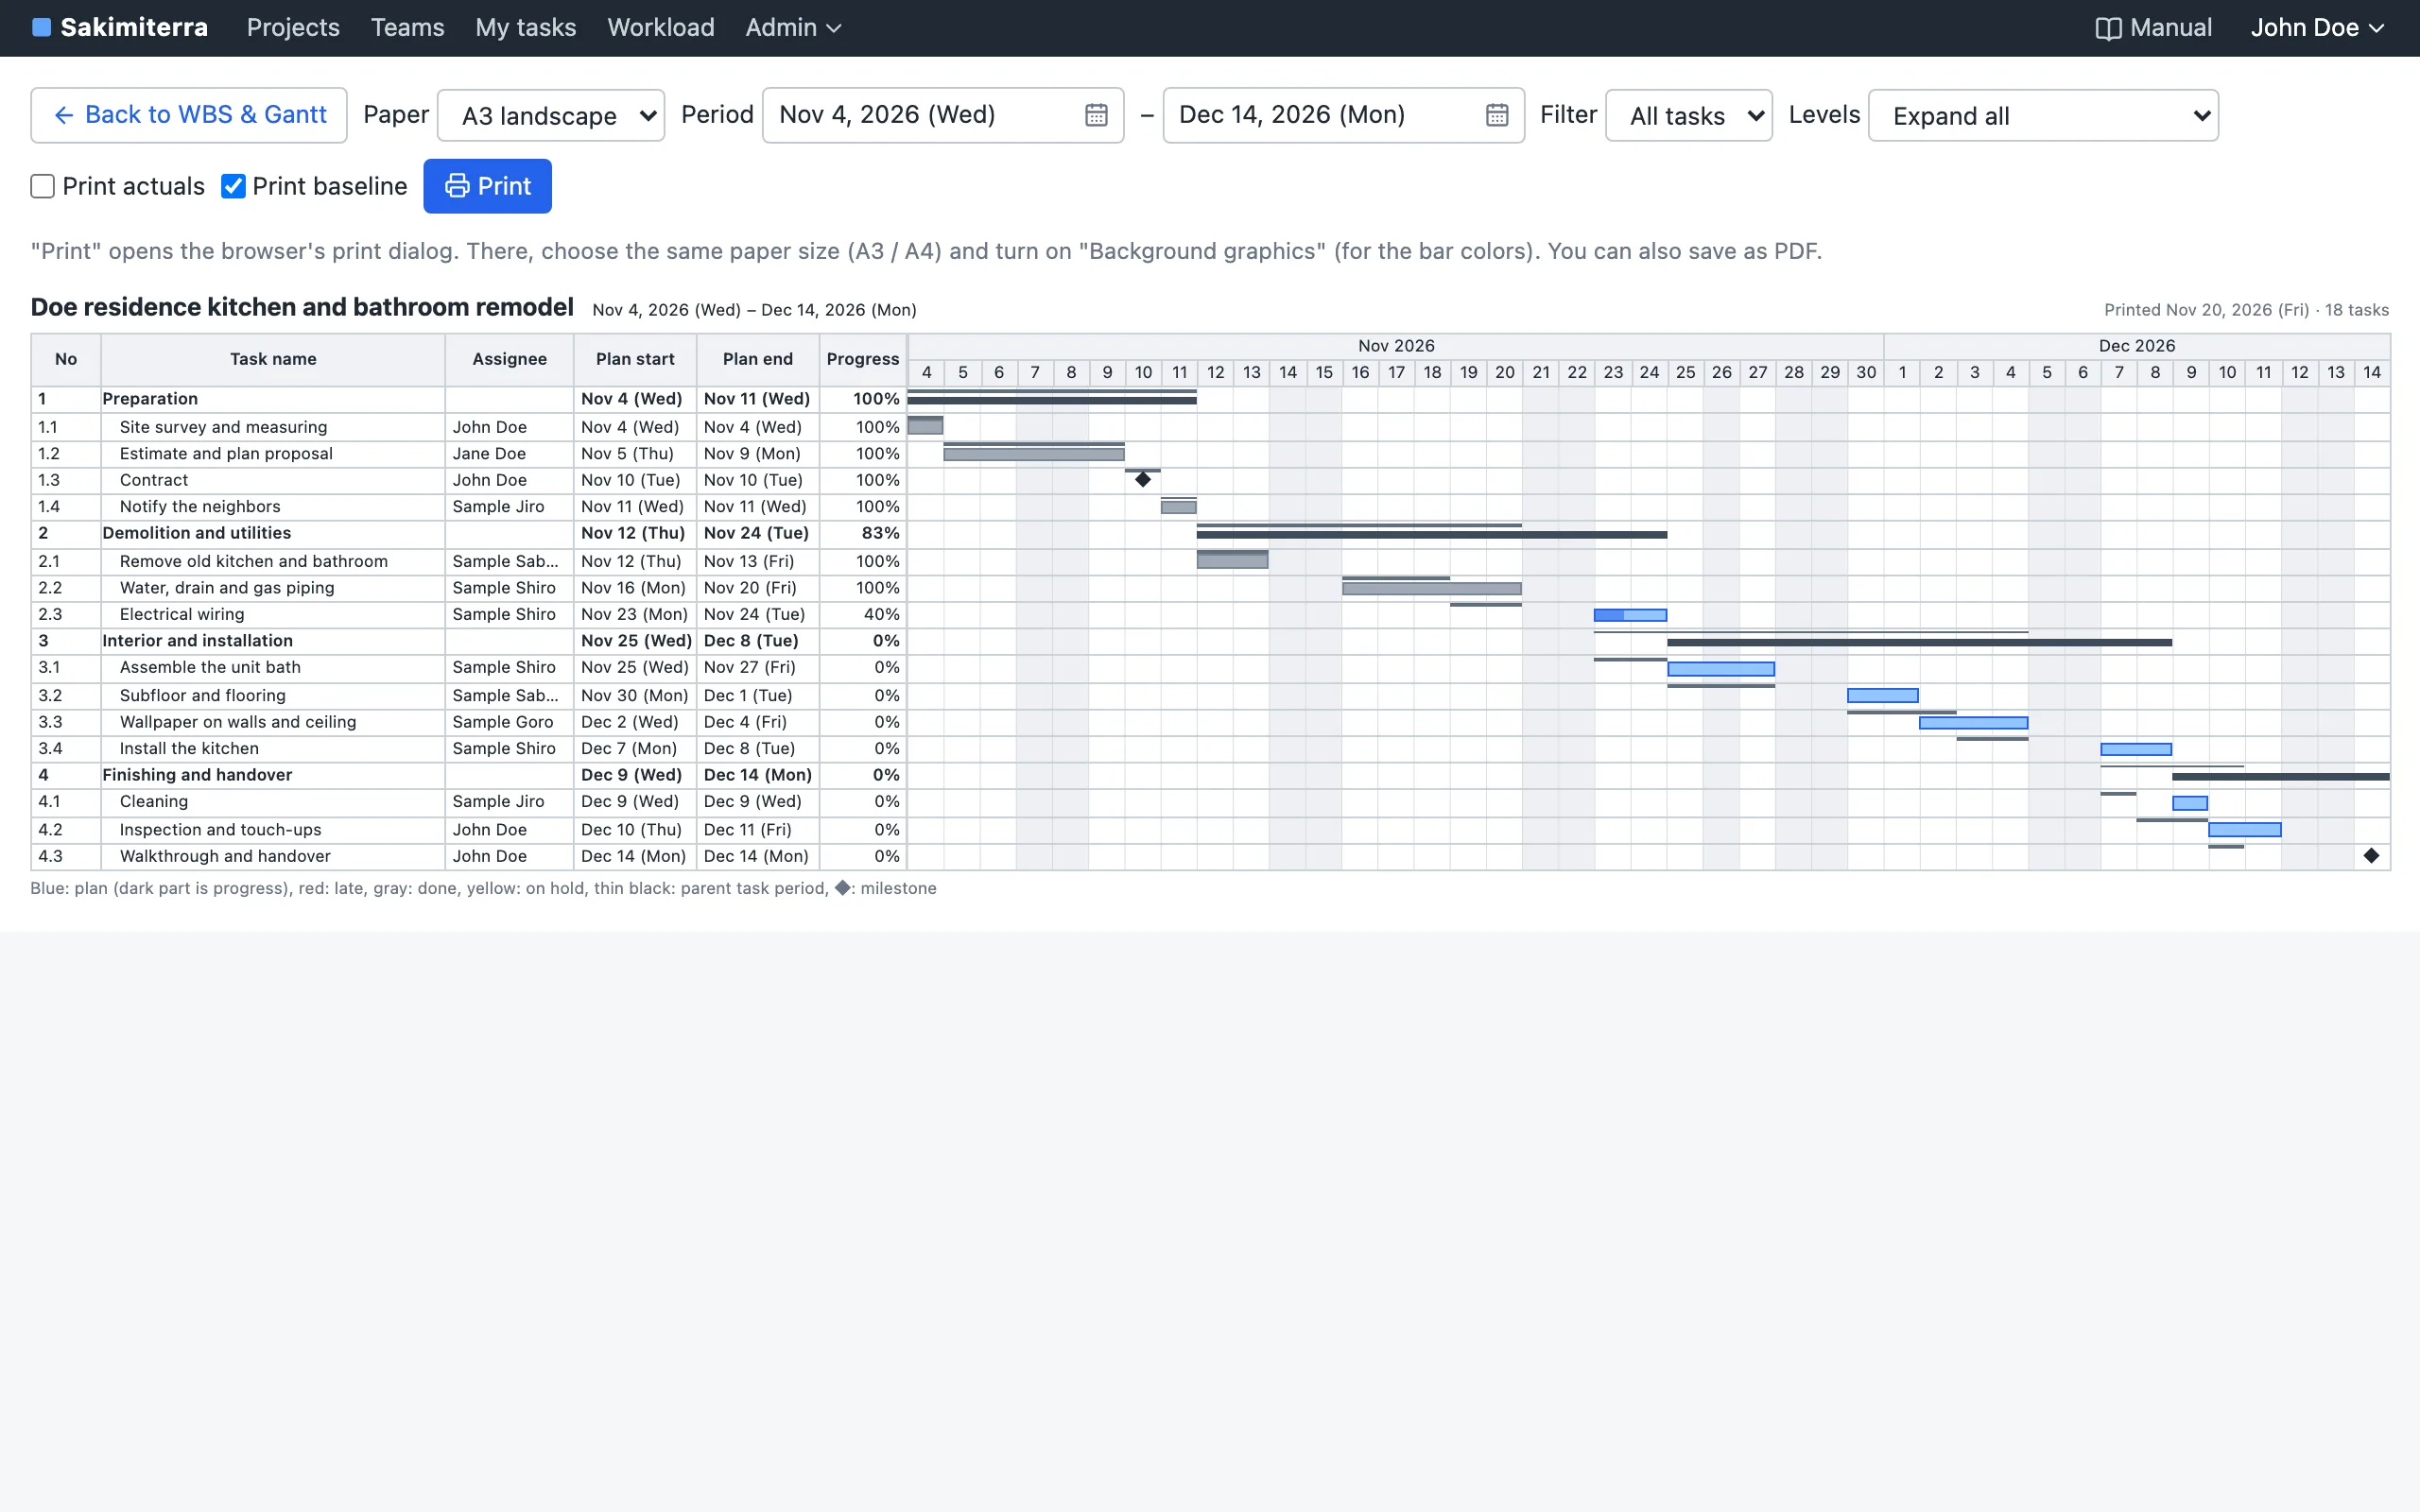 Sakimiterra Projects Teams My tasks Workload Admin Manual John Doe
Back to WBS & Gantt Paper A3 landscape Period Nov 4, 2026 (Wed) – Dec 14, 2026 (Mon) Filter All tasks Levels Expand all
Print actuals Print baseline Print
"Print" opens the browser's print dialog. There, choose the same paper size (A3 / A4) and turn on "Background graphics" (for the bar colors). You can also save as PDF.
Doe residence kitchen and bathroom remodel Nov 4, 2026 (Wed) – Dec 14, 2026 (Mon) Printed Nov 20, 2026 (Fri) · 18 tasks
No Task name Assignee Plan start Plan end Progress Nov 2026 Dec 2026
4 5 6 7 8 9 10 11 12 13 14 15 16 17 18 19 20 21 22 23 24 25 26 27 28 29 30 1 2 3 4 5 6 7 8 9 10 11 12 13 14
1 Preparation Nov 4 (Wed) Nov 11 (Wed) 100%
1.1 Site survey and measuring John Doe Nov 4 (Wed) Nov 4 (Wed) 100%
1.2 Estimate and plan proposal Jane Doe Nov 5 (Thu) Nov 9 (Mon) 100%
1.3 Contract John Doe Nov 10 (Tue) Nov 10 (Tue) 100%
1.4 Notify the neighbors Sample Jiro Nov 11 (Wed) Nov 11 (Wed) 100%
2 Demolition and utilities Nov 12 (Thu) Nov 24 (Tue) 83%
2.1 Remove old kitchen and bathroom Sample Sab... Nov 12 (Thu) Nov 13 (Fri) 100%
2.2 Water, drain and gas piping Sample Shiro Nov 16 (Mon) Nov 20 (Fri) 100%
2.3 Electrical wiring Sample Shiro Nov 23 (Mon) Nov 24 (Tue) 40%
3 Interior and installation Nov 25 (Wed) Dec 8 (Tue) 0%
3.1 Assemble the unit bath Sample Shiro Nov 25 (Wed) Nov 27 (Fri) 0%
3.2 Subfloor and flooring Sample Sab... Nov 30 (Mon) Dec 1 (Tue) 0%
3.3 Wallpaper on walls and ceiling Sample Goro Dec 2 (Wed) Dec 4 (Fri) 0%
3.4 Install the kitchen Sample Shiro Dec 7 (Mon) Dec 8 (Tue) 0%
4 Finishing and handover Dec 9 (Wed) Dec 14 (Mon) 0%
4.1 Cleaning Sample Jiro Dec 9 (Wed) Dec 9 (Wed) 0%
4.2 Inspection and touch-ups John Doe Dec 10 (Thu) Dec 11 (Fri) 0%
4.3 Walkthrough and handover John Doe Dec 14 (Mon) Dec 14 (Mon) 0%
Blue: plan (dark part is progress), red: late, gray: done, yellow: on hold, thin black: parent task period, ◆: milestone